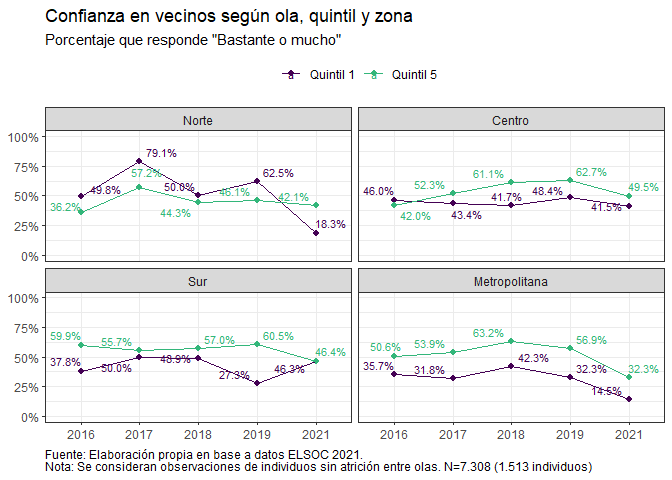 Confianza en vecinos según ola, quintil y zona
Porcentaje que responde "Bastante o mucho"
Quintil 1 Quintil 5
Norte Centro
100%
75%
50%
25%
0%
36.2% 49.8% 79.1% 57.2% 50.0% 44.3% 46.1% 62.5% 42.1% 18.3%
46.0% 42.0% 52.3% 43.4% 61.1% 41.7% 48.4% 62.7% 41.5% 49.5%
Sur Metropolitana
100%
75%
50%
25%
0%
59.9% 37.8% 55.7% 50.0% 48.9% 57.0% 27.3% 60.5% 46.3% 46.4%
50.6% 35.7% 53.9% 31.8% 63.2% 42.3% 56.9% 32.3% 14.5% 32.3%
2016 2017 2018 2019 2021 2016 2017 2018 2019 2021
Fuente: Elaboración propia en base a datos ELSOC 2021.
Nota: Se consideran observaciones de individuos sin atrición entre olas. N=7.308 (1.513 individuos)